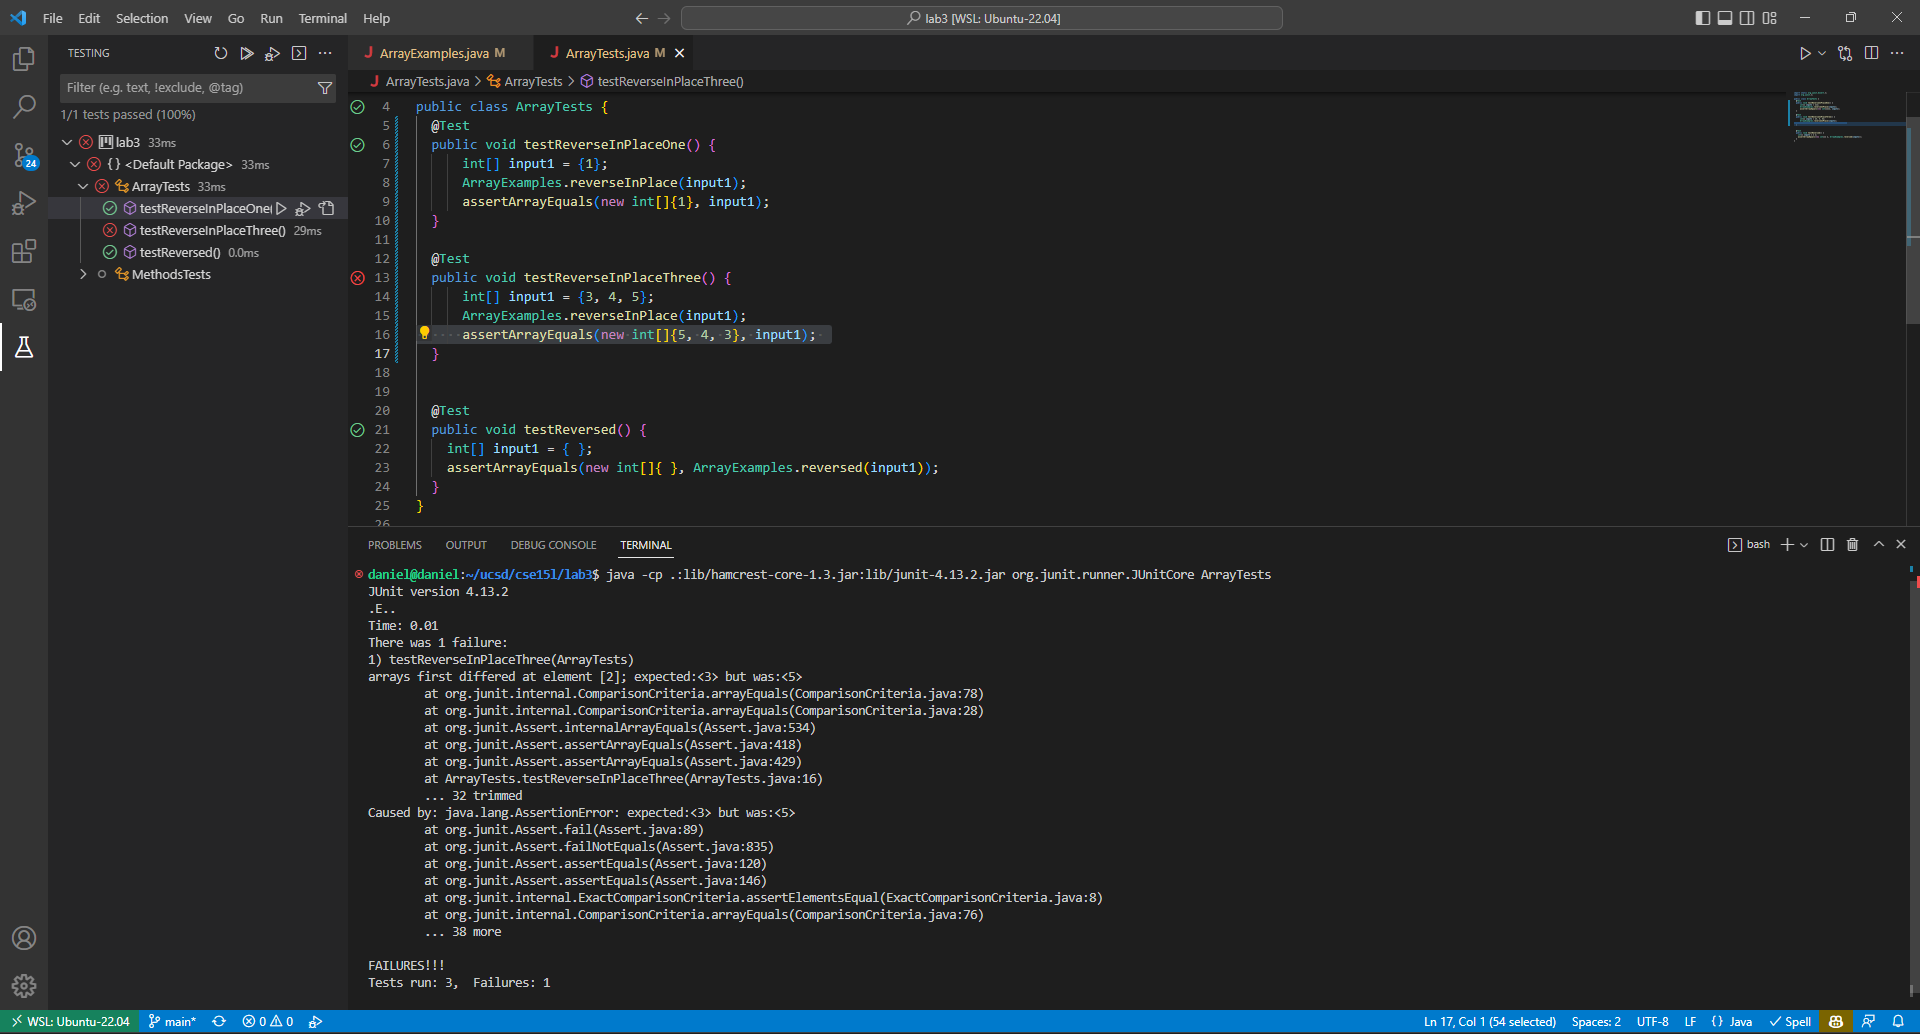 File Edit Selection View Go Run Terminal Help
lab3 [WSL: Ubuntu-22.04]
TESTING
ArrayExamples.java M
ArrayTests.java M
Filter (e.g. text, !exclude, @tag)
ArrayTests.java > ArrayTests > testReverseInPlaceThree()
1/1 tests passed (100%)
lab3 33ms
<Default Package> 33ms
ArrayTests 33ms
testReverseInPlaceOne(
testReverseInPlaceThree() 29ms
testReversed() 0.0ms
MethodsTests
24
4 public class ArrayTests {
5 @Test
6 public void testReverseInPlaceOne() {
7 int[] input1 = {1};
8 ArrayExamples.reverseInPlace(input1);
9 assertArrayEquals(new int[]{1}, input1);
10 }
11
12 @Test
13 public void testReverseInPlaceThree() {
14 int[] input1 = {3, 4, 5};
15 ArrayExamples.reverseInPlace(input1);
16 assertArrayEquals(new int[]{5, 4, 3}, input1);
17 }
18
19
20 @Test
21 public void testReversed() {
22 int[] input1 = { };
23 assertArrayEquals(new int[]{ }, ArrayExamples.reversed(input1));
24 }
25 }
26
PROBLEMS OUTPUT DEBUG CONSOLE TERMINAL
bash
daniel@daniel:~/ucsd/cse15l/lab3$ java -cp .:lib/hamcrest-core-1.3.jar:lib/junit-4.13.2.jar org.junit.runner.JUnitCore ArrayTests
JUnit version 4.13.2
.E..
Time: 0.01
There was 1 failure:
1) testReverseInPlaceThree(ArrayTests)
arrays first differed at element [2]; expected:<3> but was:<5>
at org.junit.internal.ComparisonCriteria.arrayEquals(ComparisonCriteria.java:78)
at org.junit.internal.ComparisonCriteria.arrayEquals(ComparisonCriteria.java:28)
at org.junit.Assert.internalArrayEquals(Assert.java:534)
at org.junit.Assert.assertArrayEquals(Assert.java:418)
at org.junit.Assert.assertArrayEquals(Assert.java:429)
at ArrayTests.testReverseInPlaceThree(ArrayTests.java:16)
... 32 trimmed
Caused by: java.lang.AssertionError: expected:<3> but was:<5>
at org.junit.Assert.fail(Assert.java:89)
at org.junit.Assert.failNotEquals(Assert.java:835)
at org.junit.Assert.assertEquals(Assert.java:120)
at org.junit.Assert.assertEquals(Assert.java:146)
at org.junit.internal.ExactComparisonCriteria.assertElementsEqual(ExactComparisonCriteria.java:8)
at org.junit.internal.ComparisonCriteria.arrayEquals(ComparisonCriteria.java:76)
... 38 more
FAILURES!!!
Tests run: 3,  Failures: 1
WSL: Ubuntu-22.04 main* 0 0 Ln 17, Col 1 (54 selected) Spaces: 2 UTF-8 LF {} Java Spell